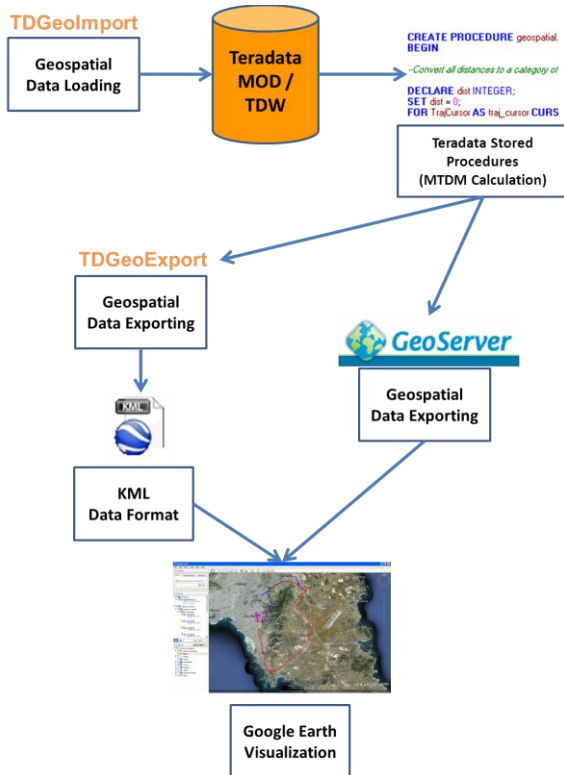 TDGeoImport
Geospatial
Data Loading
Teradata
MOD /
TDW
CREATE PROCEDURE geospatial.
BEGIN
--Convert all distances to a category of
DECLARE dist INTEGER;
SET dist = 0;
FOR TrajCursor AS traj_cursor CURS
Teradata Stored
Procedures
(MTDM Calculation)
TDGeoExport
Geospatial
Data Exporting
GeoServer
Geospatial
Data Exporting
KML
KML
Data Format
Google Earth
Visualization